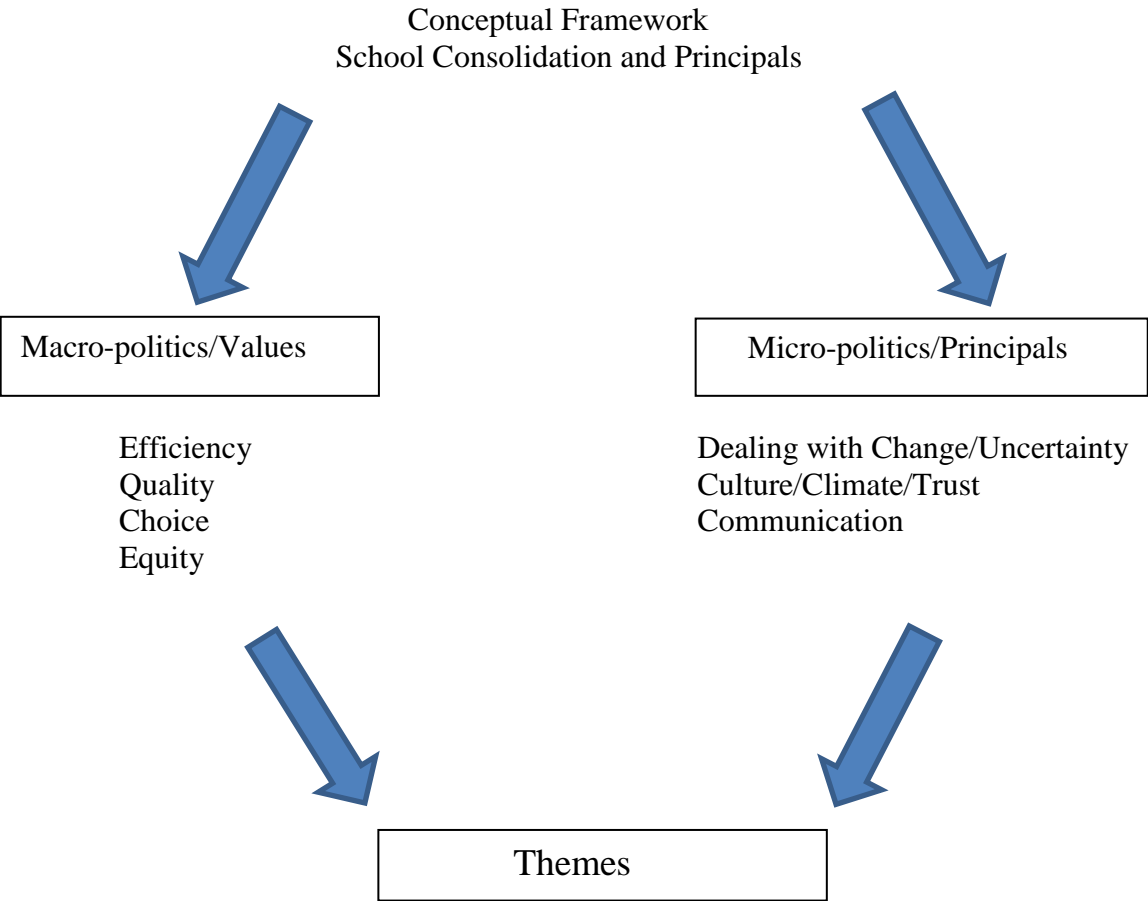 Conceptual Framework
School Consolidation and Principals
Macro-politics/Values
Efficiency
Quality
Choice
Equity
Micro-politics/Principals
Dealing with Change/Uncertainty
Culture/Climate/Trust
Communication
Themes